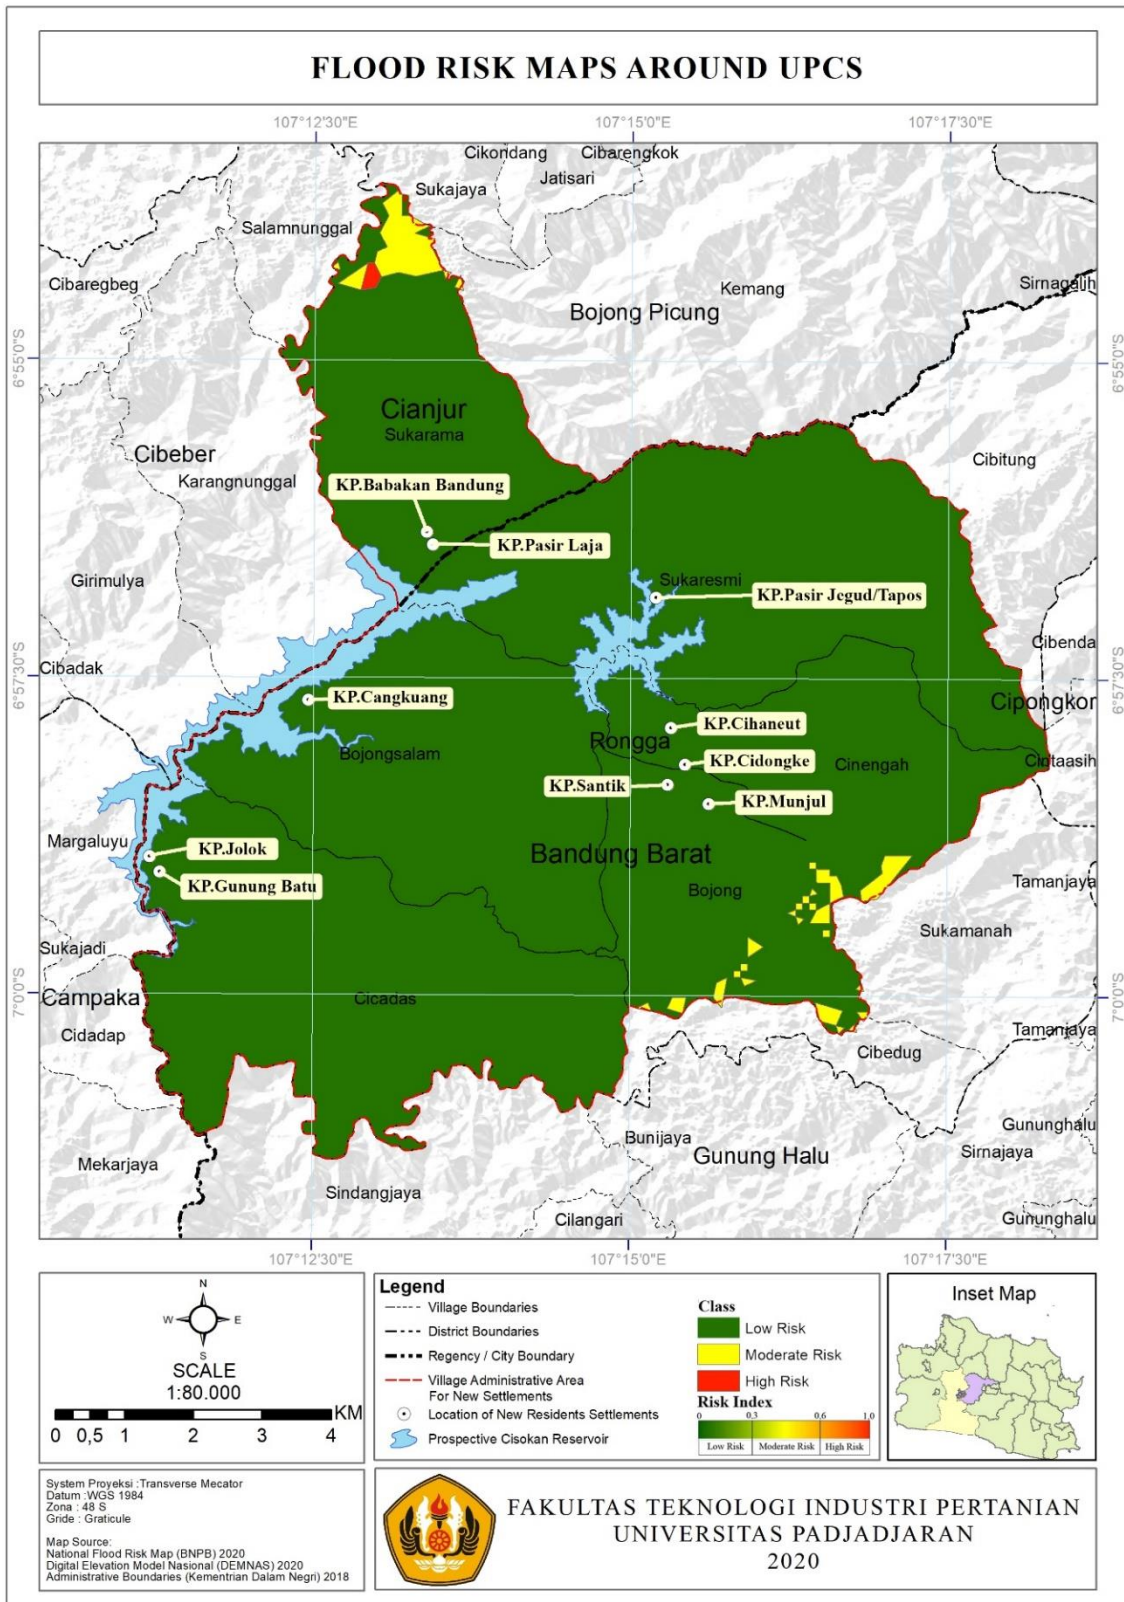 FLOOD RISK MAPS AROUND UPCS
107°12'30"E
107°15'0"E
107°17'30"E
Cikondang
Cibarengkok
Jatisari
Sukajaya
Salamnunggal
Cibaregbeg
Kemang
Sirnagalih
Bojong Picung
6°55'0"S
6°55'0"S
Cianjur
Sukarama
Cibeber
Karangnunggal
Cibitung
KP.Babakan Bandung
KP.Pasir Laja
Girimulya
Sukaresmi
KP.Pasir Jegud/Tapos
Cibenda
Cibadak
6°57'30"S
6°57'30"S
KP.Cangkuang
Cipongkor
KP.Cihaneut
Rongga
Bojongsalam
KP.Cidongke
Cinengah
Ciptaasih
KP.Santik
KP.Munjul
Margaluyu
KP.Jolok
Bandung Barat
KP.Gunung Batu
Bojong
Tamanjaya
Sukamanah
Sukajadi
Campaka
Cicadas
7°0'0"S
7°0'0"S
Cidadap
Tamanjaya
Cibedug
Bunijaya
Gununghalu
Gunung Halu
Sirnajaya
Mekarjaya
Sindangjaya
Cilangari
Gununghalu
107°12'30"E
107°15'0"E
107°17'30"E
N
W
E
S
SCALE
1:80.000
KM
0 0,5 1 2 3 4
Legend
Village Boundaries
District Boundaries
Regency / City Boundary
Village Administrative Area
For New Settlements
Location of New Residents Settlements
Prospective Cisokan Reservoir
Class
Low Risk
Moderate Risk
High Risk
Risk Index
0 0,3 0,6 1,0
Low Risk Moderate Risk High Risk
Inset Map
System Proyeksi :Transverse Mecator
Datum :WGS 1984
Zona : 48 S
Gride : Graticule
Map Source:
National Flood Risk Map (BNPB) 2020
Digital Elevation Model Nasional (DEMNAS) 2020
Administrative Boundaries (Kementrian Dalam Negri) 2018
FAKULTAS TEKNOLOGI INDUSTRI PERTANIAN
UNIVERSITAS PADJADJARAN
2020